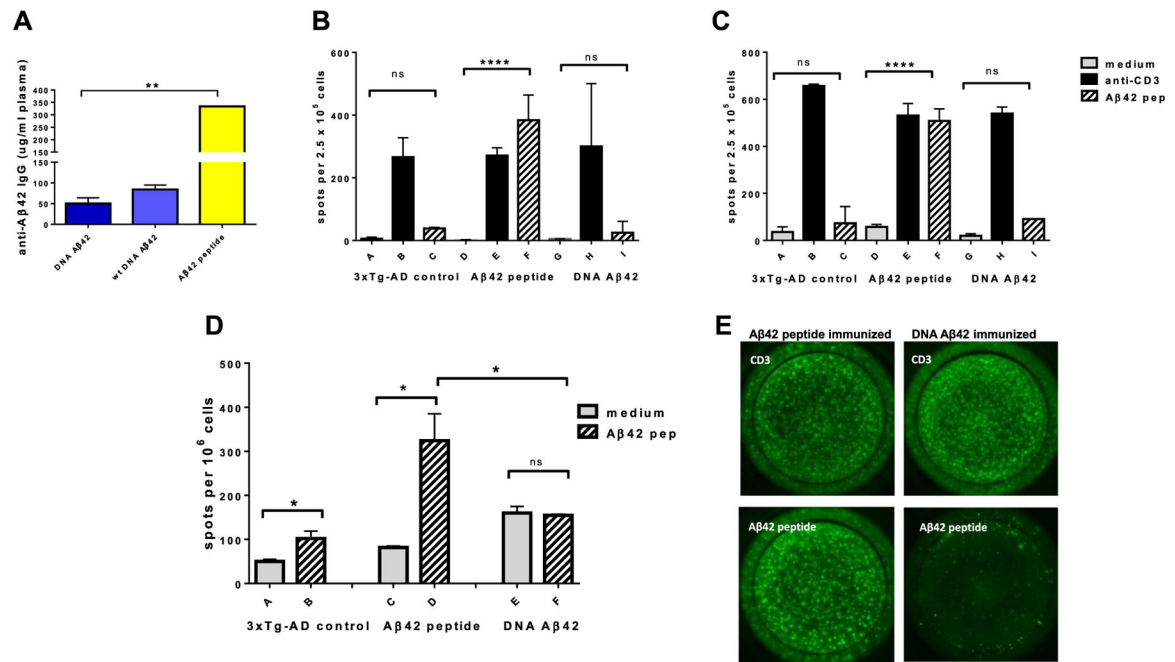 A
anti-Aβ42 IgG (ug/ml plasma)
**
400
350
300
250
200
150
150
100
50
0
DNA Aβ42
wt DNA Aβ42
Aβ42 peptide
B
spots per 2.5 x 10⁵ cells
600
400
200
0
ns
****
ns
A B C D E F G H I
3xTg-AD control Aβ42 peptide DNA Aβ42
C
spots per 2.5 x 10⁵ cells
800
600
400
200
0
ns
****
ns
A B C D E F G H I
3xTg-AD control Aβ42 peptide DNA Aβ42
medium
anti-CD3
Aβ42 pep
D
spots per 10⁶ cells
500
400
300
200
100
0
*
*
*
ns
A B C D E F
3xTg-AD control Aβ42 peptide DNA Aβ42
medium
Aβ42 pep
E
Aβ42 peptide immunized DNA Aβ42 immunized
CD3 CD3
Aβ42 peptide Aβ42 peptide